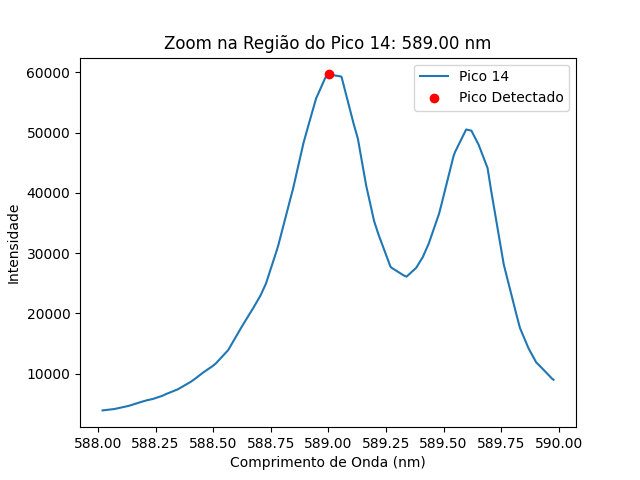 Zoom na Região do Pico 14: 589.00 nm
Pico 14
Pico Detectado
Intensidade
60000
50000
40000
30000
20000
10000
588.00 588.25 588.50 588.75 589.00 589.25 589.50 589.75 590.00
Comprimento de Onda (nm)